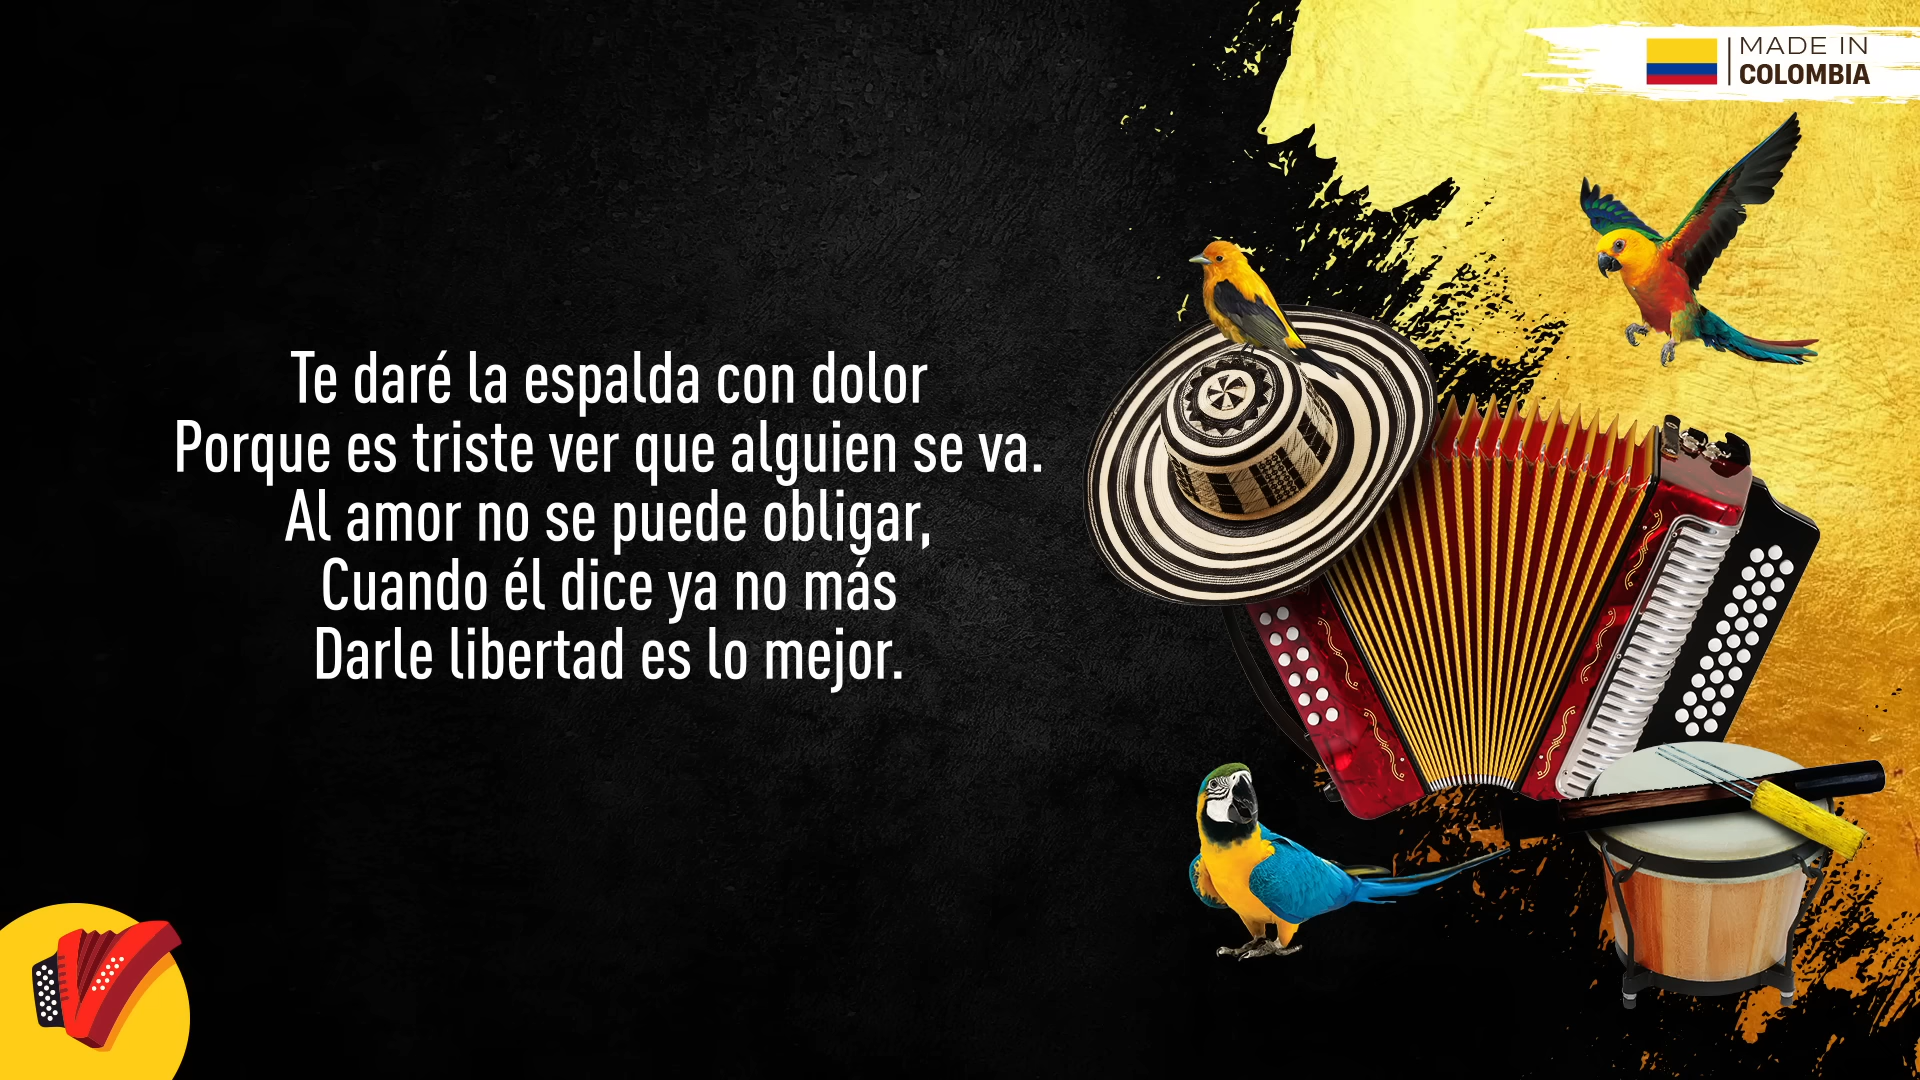 MADE IN
COLOMBIA
Te daré la espalda con dolor
Porque es triste ver que alguien se va.
Al amor no se puede obligar,
Cuando él dice ya no más
Darle libertad es lo mejor.